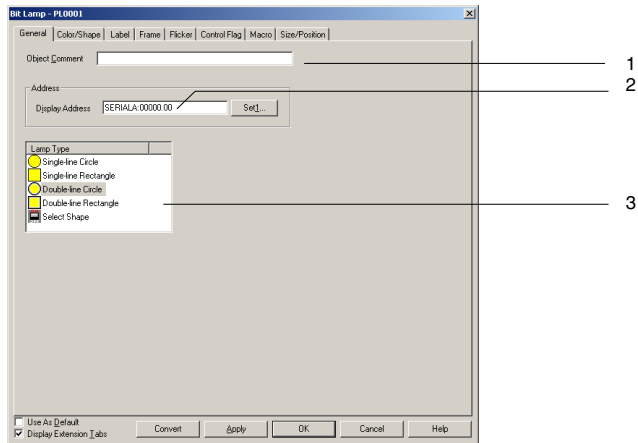 Bit Lamp - PL0001
General Color/Shape Label Frame Flicker Control Flag Macro Size/Position
Object Comment 1
Address 2
Display Address SERIALA:00000.00 Set1...
Lamp Type
Single-line Circle
Single-line Rectangle
Double-line Circle
Double-line Rectangle 3
Select Shape
Use As Default
Display Extension Tabs Convert Apply OK Cancel Help